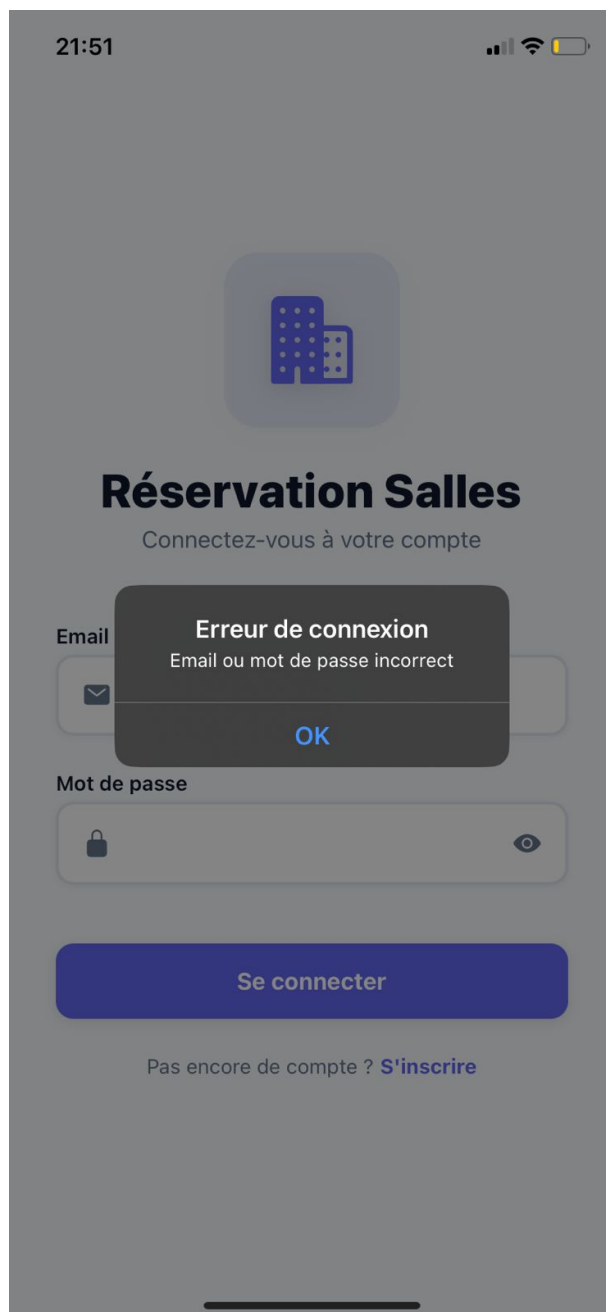 21:51
Réservation Salles
Connectez-vous à votre compte
Erreur de connexion
Email ou mot de passe incorrect
OK
Email
Mot de passe
Se connecter
Pas encore de compte ? S'inscrire